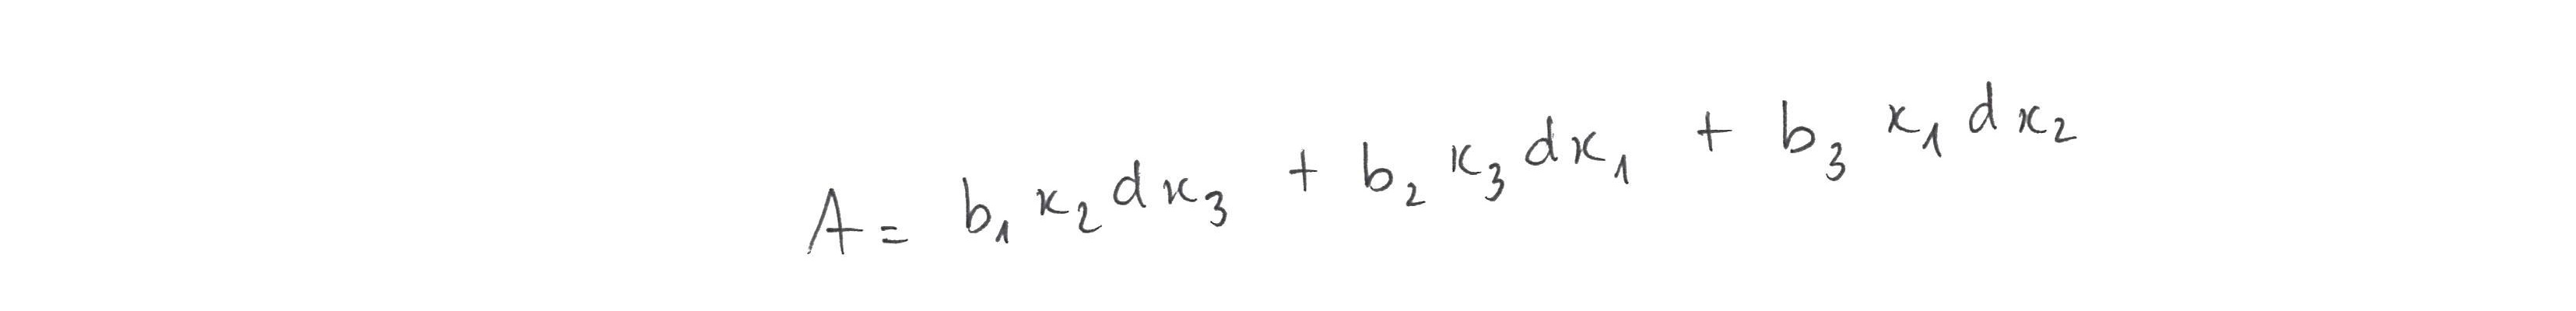 A = b₁ x₂ dx₃ + b₂ x₃ dx₁ + b₃ x₁ dx₂